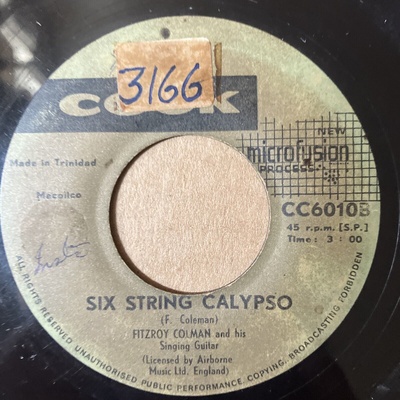 3166
COOK
NEW
microfusion
PROCESS
Made in Trinidad
Mecolico
CC6010B
45 r.p.m. [S.P.]
Time: 3 : 00
SIX STRING CALYPSO
(F. Coleman)
FITZROY COLMAN and his
Singing Guitar
(Licensed by Airborne
Music Ltd. England)
ALL RIGHTS RESERVED. UNAUTHORISED PUBLIC PERFORMANCE COPYING, BROADCASTING FORBIDDEN